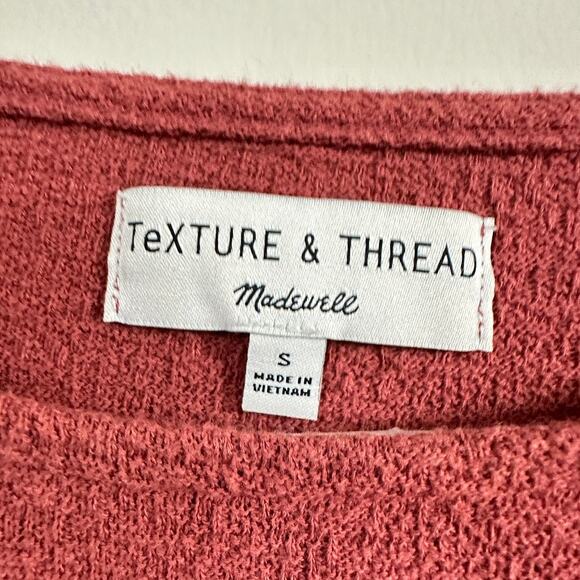 TeXTURE & THREAD
Madewell
S
MADE IN
VIETNAM